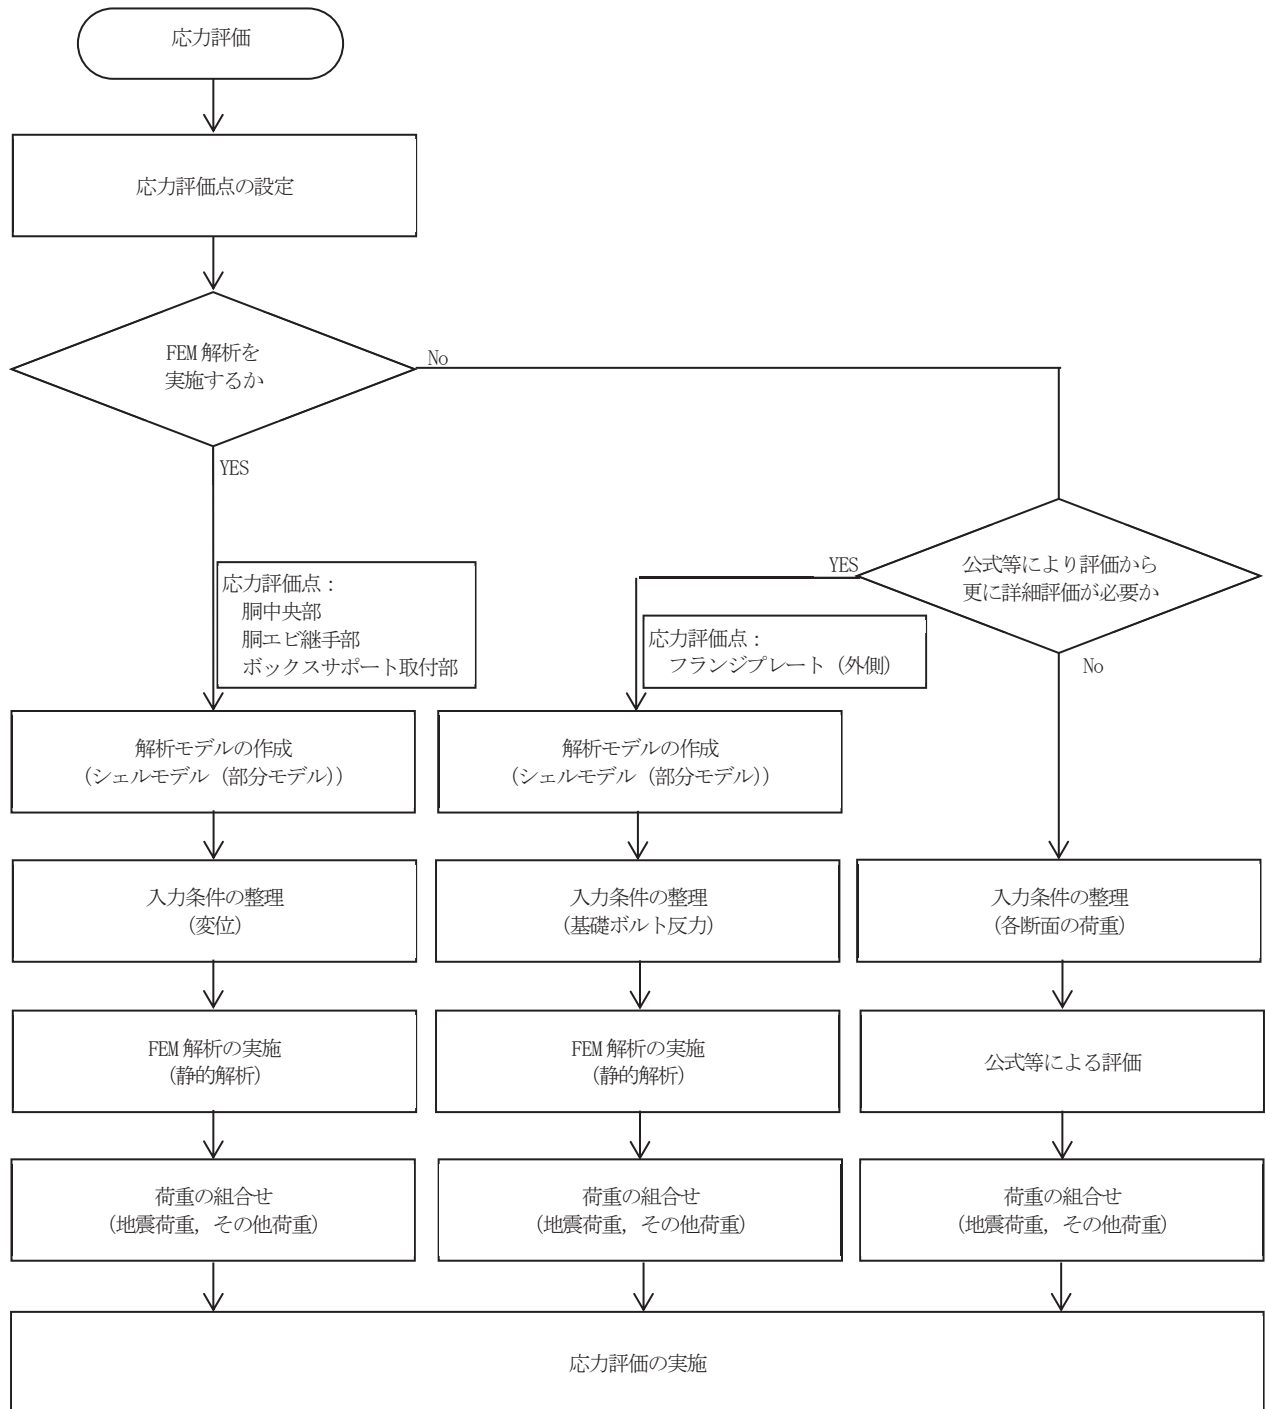 応力評価
応力評価点の設定
FEM 解析を
実施するか
No
YES
公式等により評価から
更に詳細評価が必要か
YES
No
応力評価点：
胴中央部
胴エビ継手部
ボックスサポート取付部
応力評価点：
フランジプレート（外側）
解析モデルの作成
（シェルモデル（部分モデル））
解析モデルの作成
（シェルモデル（部分モデル））
入力条件の整理
（変位）
入力条件の整理
（基礎ボルト反力）
入力条件の整理
（各断面の荷重）
FEM 解析の実施
（静的解析）
FEM 解析の実施
（静的解析）
公式等による評価
荷重の組合せ
（地震荷重，その他荷重）
荷重の組合せ
（地震荷重，その他荷重）
荷重の組合せ
（地震荷重，その他荷重）
応力評価の実施